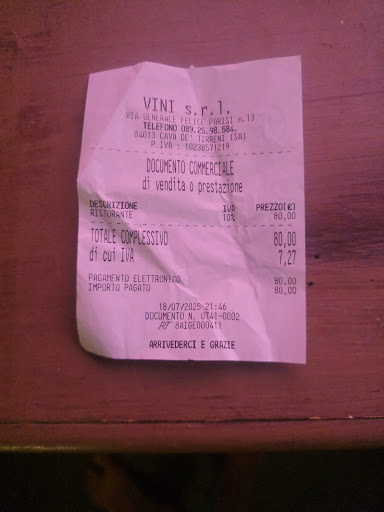 VINI s.r.l.
VIA GENERALE FELICE PARISI n.13
TELEFONO 089.25.98.584.
84013 CAVA DE' TIRRENI (SA)
P.IVA : 10238571219
DOCUMENTO COMMERCIALE
di vendita o prestazione
DESCRIZIONE IVA PREZZO(€)
RISTORANTE 10% 80,00
TOTALE COMPLESSIVO 80,00
di cui IVA 7,27
PAGAMENTO ELETTRONICO 80,00
IMPORTO PAGATO 80,00
18/07/2025 21:46
DOCUMENTO N. 0741-0002
RT 8AIGE000411
ARRIVEDERCI E GRAZIE